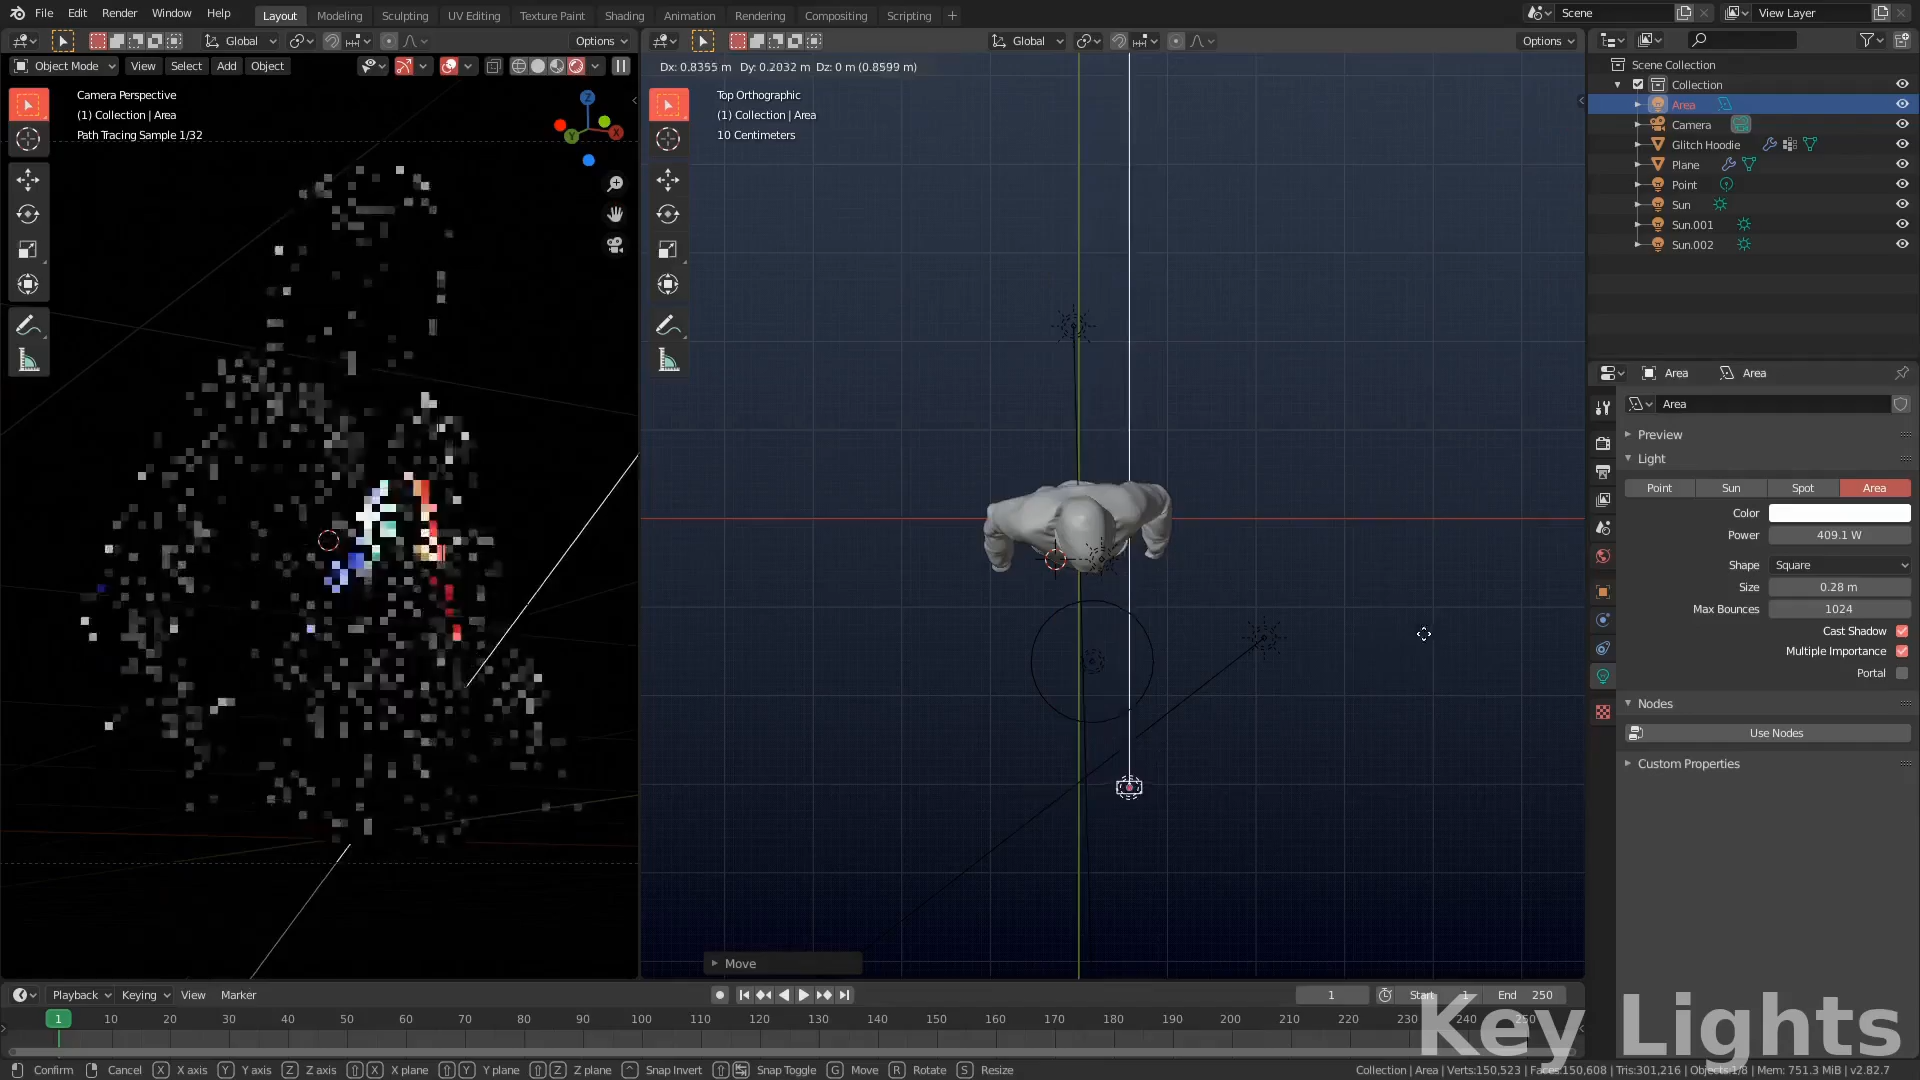 File Edit Render Window Help Layout Modeling Sculpting UV Editing Texture Paint Shading Animation Rendering Compositing Scripting + Scene View Layer
Global Options Global Options
Object Mode View Select Add Object Dx: 0.8355 m Dy: 0.2032 m Dz: 0 m (0.8599 m)
Camera Perspective
(1) Collection | Area
Path Tracing Sample 1/32
Z
Y
X
Top Orthographic
(1) Collection | Area
10 Centimeters
Scene Collection
Collection
Area
Camera
Glitch Hoodie
Plane
Point
Sun
Sun.001
Sun.002
Area Area
Area
Preview
Light
Point Sun Spot Area
Color
Power 409.1 W
Shape Square
Size 0.28 m
Max Bounces 1024
Cast Shadow
Multiple Importance
Portal
Nodes
Use Nodes
Custom Properties
Move
Playback Keying View Marker 1 Start 1 End 250
1 10 20 30 40 50 60 70 80 90 100 110 120 130 140 150 160 170 180 190 200 210 220 230 240 250
Key Lights
Confirm Cancel X X axis Y Y axis Z Z axis X X plane Y Y plane Z Z plane ^ Snap Invert Snap Toggle G Move R Rotate S Resize Collection | Area | Verts:150,523 | Faces:150,608 | Tris:301,216 | Objects:1/8 | Mem: 751.3 MiB | v2.82.7